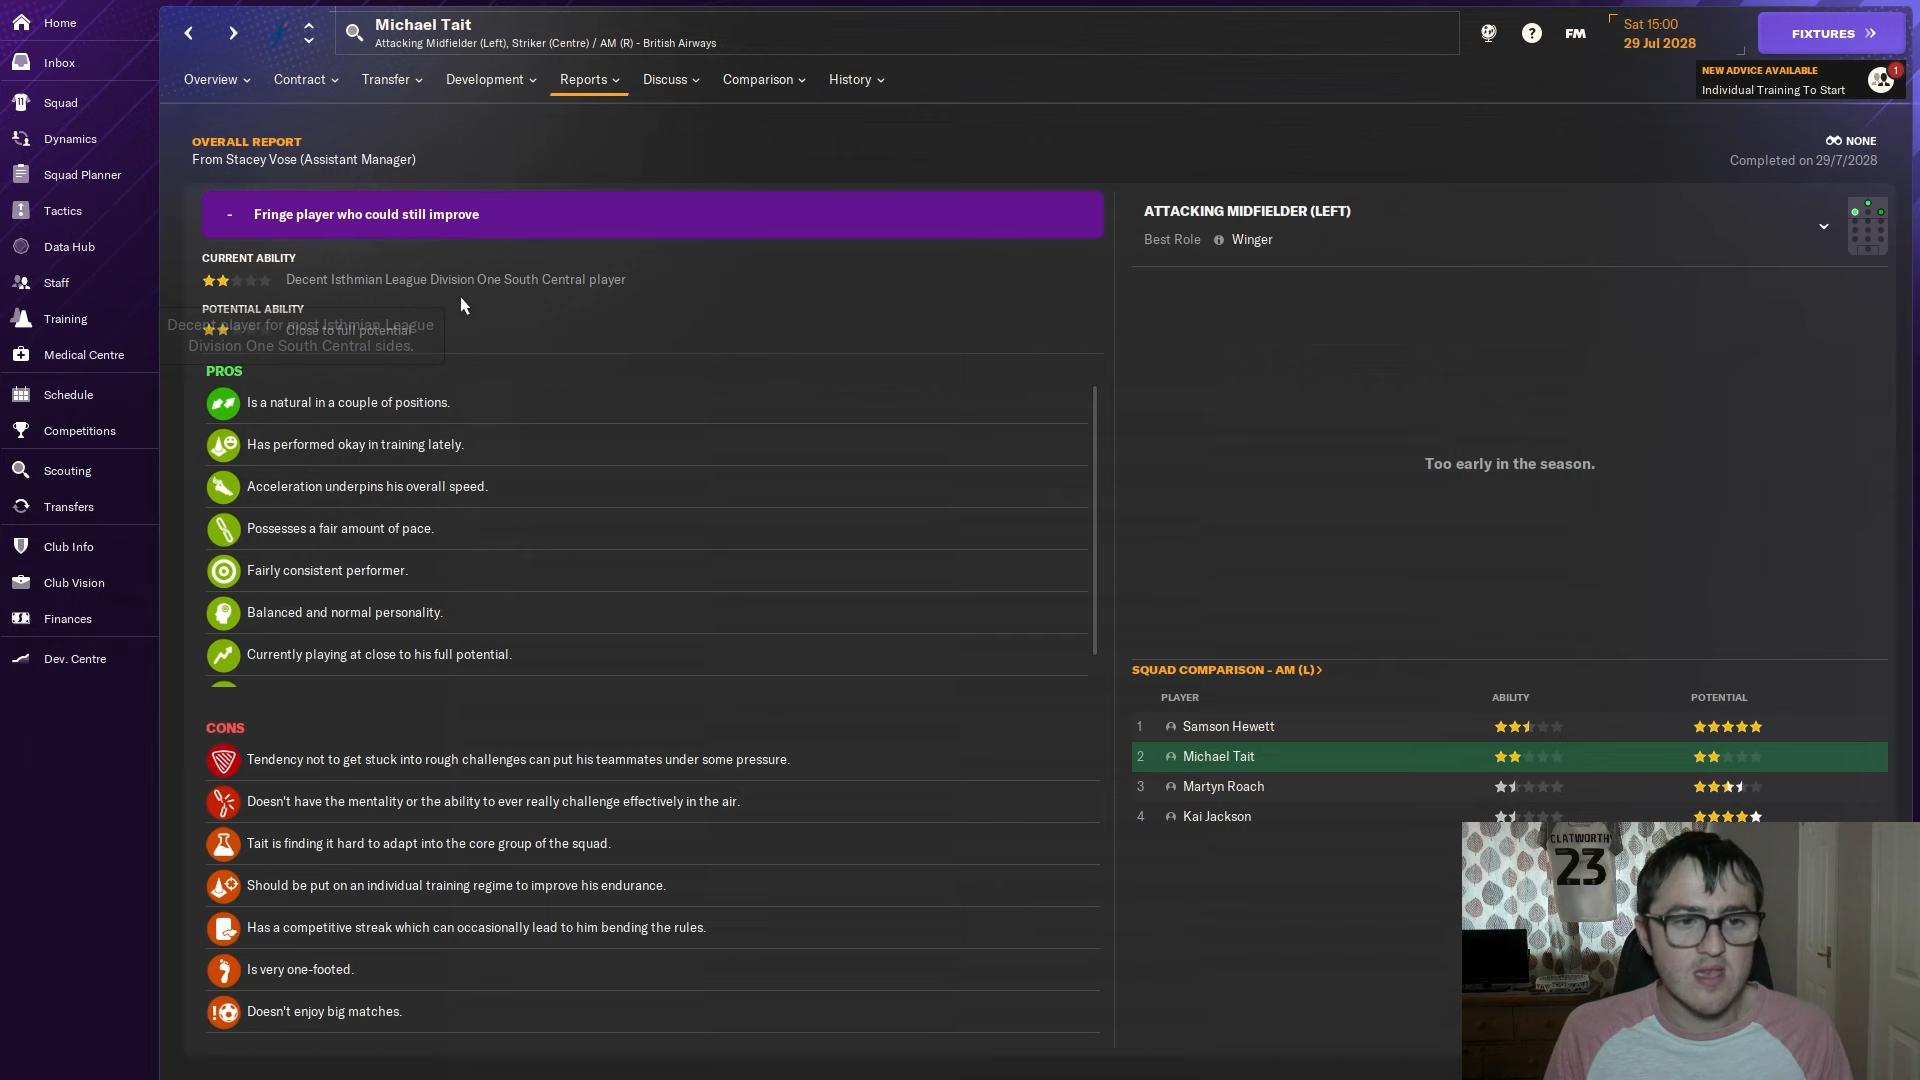 Home
Inbox
Squad
Dynamics
Squad Planner
Tactics
Data Hub
Staff
Training
Medical Centre
Schedule
Competitions
Scouting
Transfers
Club Info
Club Vision
Finances
Dev. Centre
Michael Tait
Attacking Midfielder (Left), Striker (Centre) / AM (R) - British Airways
?
FM
Sat 15:00
29 Jul 2028
FIXTURES
Overview
Contract
Transfer
Development
Reports
Discuss
Comparison
History
NEW ADVICE AVAILABLE
Individual Training To Start
1
OVERALL REPORT
From Stacey Vose (Assistant Manager)
NONE
Completed on 29/7/2028
- Fringe player who could still improve
CURRENT ABILITY
Decent Isthmian League Division One South Central player
POTENTIAL ABILITY
Close to full potential
Decent player for most Isthmian League
Division One South Central sides.
PROS
Is a natural in a couple of positions.
Has performed okay in training lately.
Acceleration underpins his overall speed.
Possesses a fair amount of pace.
Fairly consistent performer.
Balanced and normal personality.
Currently playing at close to his full potential.
CONS
Tendency not to get stuck into rough challenges can put his teammates under some pressure.
Doesn't have the mentality or the ability to ever really challenge effectively in the air.
Tait is finding it hard to adapt into the core group of the squad.
Should be put on an individual training regime to improve his endurance.
Has a competitive streak which can occasionally lead to him bending the rules.
Is very one-footed.
Doesn't enjoy big matches.
ATTACKING MIDFIELDER (LEFT)
Best Role Winger
Too early in the season.
SQUAD COMPARISON - AM (L)>
PLAYER ABILITY POTENTIAL
1 Samson Hewett
2 Michael Tait
3 Martyn Roach
4 Kai Jackson
CLATWORTHY
23